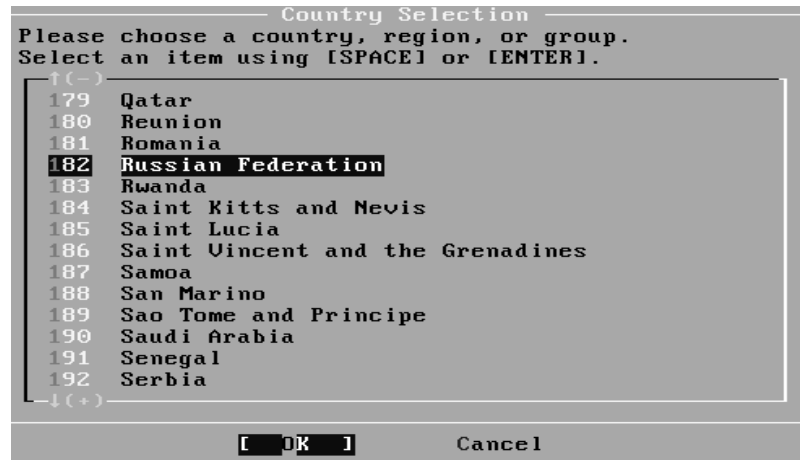 Country Selection
Please choose a country, region, or group.
Select an item using [SPACE] or [ENTER].
↑(-)
179 Qatar
180 Reunion
181 Romania
182 Russian Federation
183 Rwanda
184 Saint Kitts and Nevis
185 Saint Lucia
186 Saint Vincent and the Grenadines
187 Samoa
188 San Marino
189 Sao Tome and Principe
190 Saudi Arabia
191 Senegal
192 Serbia
↓(+)
[ OK ] Cancel